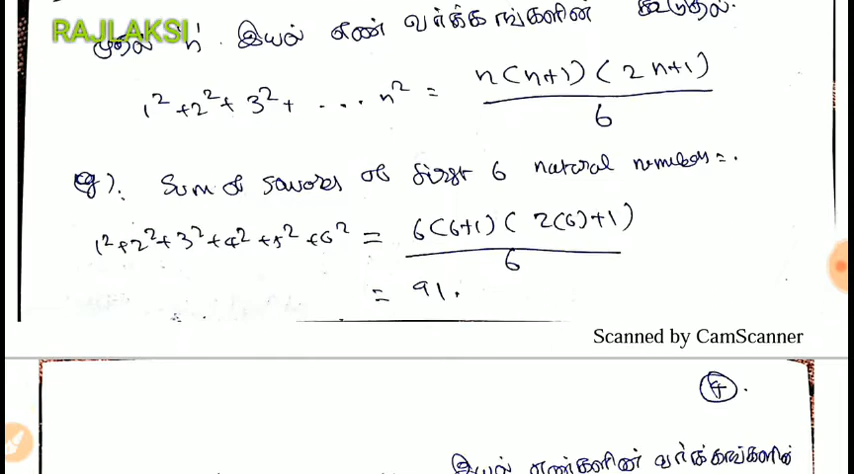 RAJLAKSI
முதல் 'n' இயல் எண் வர்க்கங்களின் கூடுதல்.
1²+2²+3²+ ... n² = n(n+1)(2n+1)
6
eg). Sum of squares of first 6 natural numbers =.
1²+2²+3²+4²+5²+6² = 6(6+1)(2(6)+1)
6
= 91.
Scanned by CamScanner
7.
இயல் எண்களின் வர்க்கங்களின்